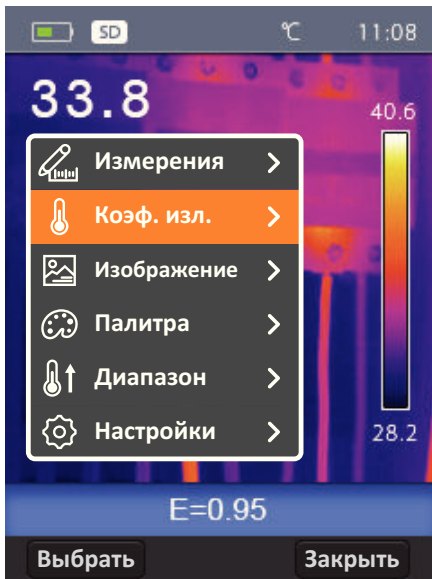 SD ℃ 11:08
33.8
40.6
Измерения
Коэф. изл.
Изображение
Палитра
Диапазон
Настройки
28.2
E=0.95
Выбрать Закрыть